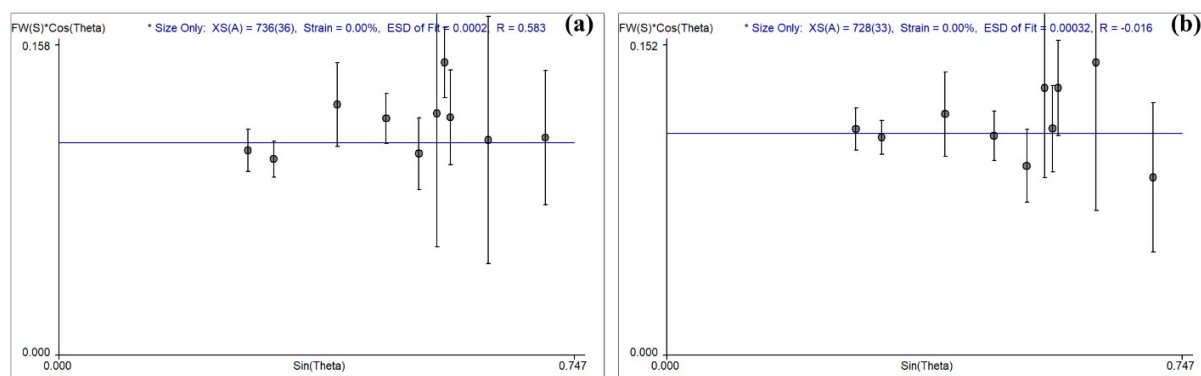 FW(S)*Cos(Theta)
* Size Only: XS(A) = 736(36), Strain = 0.00%, ESD of Fit = 0.0002, R = 0.583
(a)
0.158
0.000
0.000
Sin(Theta)
0.747
FW(S)*Cos(Theta)
* Size Only: XS(A) = 728(33), Strain = 0.00%, ESD of Fit = 0.00032, R = -0.016
(b)
0.152
0.000
0.000
Sin(Theta)
0.747